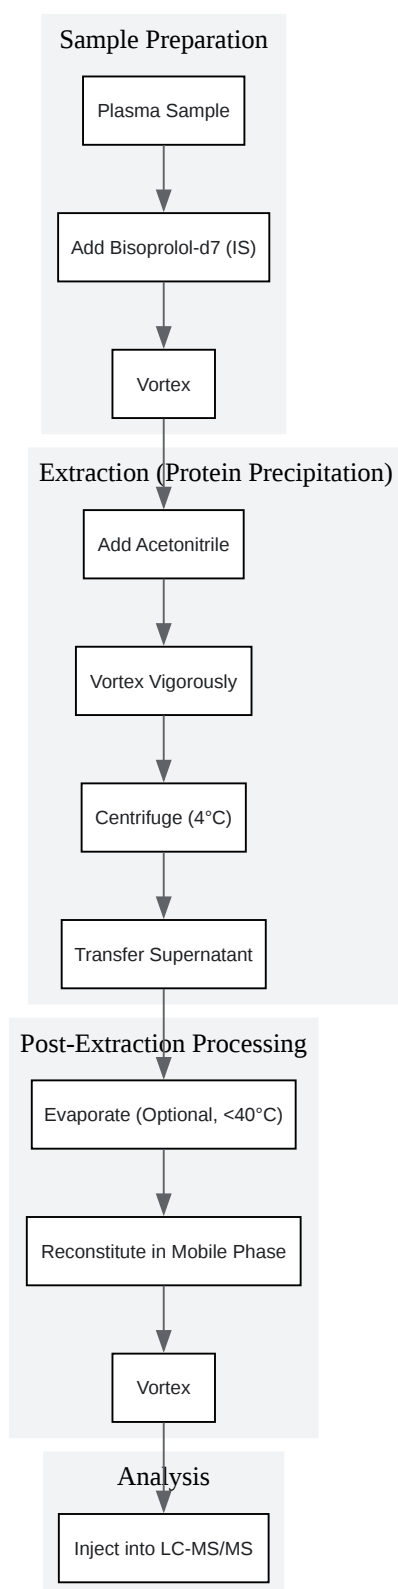 Sample Preparation
Plasma Sample
Add Bisoprolol-d7 (IS)
Vortex
Extraction (Protein Precipitation)
Add Acetonitrile
Vortex Vigorously
Centrifuge (4°C)
Transfer Supernatant
Post-Extraction Processing
Evaporate (Optional, <40°C)
Reconstitute in Mobile Phase
Vortex
Analysis
Inject into LC-MS/MS